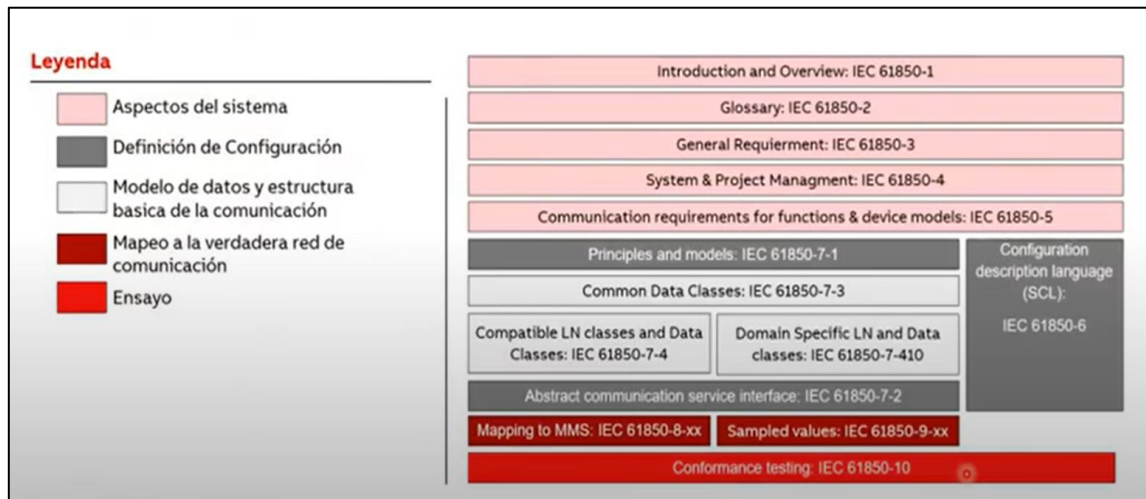 Leyenda
Aspectos del sistema
Definición de Configuración
Modelo de datos y estructura
basica de la comunicación
Mapeo a la verdadera red de
comunicación
Ensayo
Introduction and Overview: IEC 61850-1
Glossary: IEC 61850-2
General Requierment: IEC 61850-3
System & Project Managment: IEC 61850-4
Communication requirements for functions & device models: IEC 61850-5
Principles and models: IEC 61850-7-1
Common Data Classes: IEC 61850-7-3
Compatible LN classes and Data
Classes: IEC 61850-7-4
Domain Specific LN and Data
classes: IEC 61850-7-410
Abstract communication service interface: IEC 61850-7-2
Configuration
description language
(SCL):
IEC 61850-6
Mapping to MMS: IEC 61850-8-xx
Sampled values: IEC 61850-9-xx
Conformance testing: IEC 61850-10